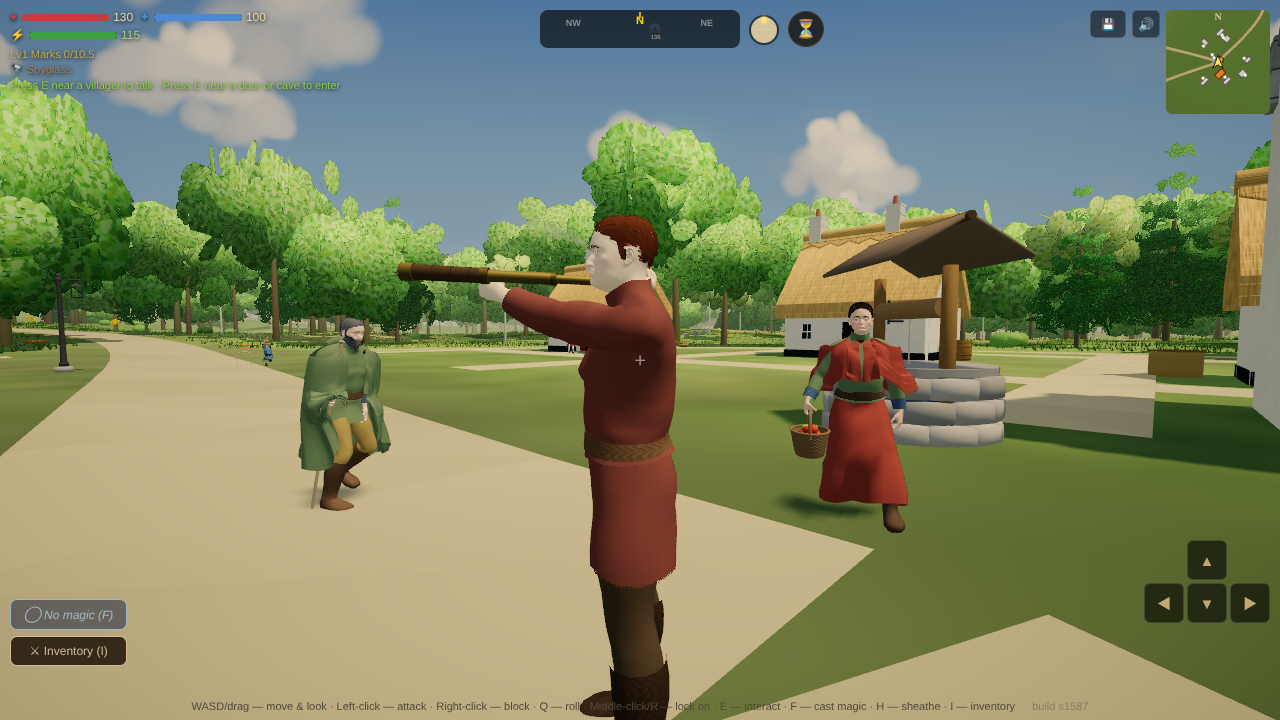 130 100
115
Lv1 Marks 0/10.5
Spyglass
Press E near a villager to talk · Press E near a door or cave to enter
NW N NE
136
N
No magic (F)
Inventory (I)
WASD/drag — move & look · Left-click — attack · Right-click — block · Q — roll · Middle-click/R — lock on · E — interact · F — cast magic · H — sheathe · I — inventory build s1587